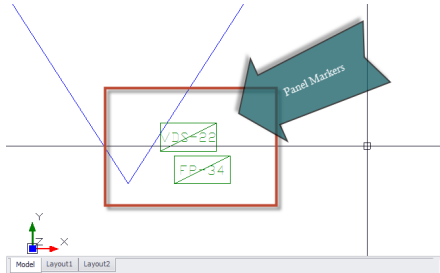 Panel Markers
VDS-22
FP-34
Y
Z X
Model Layout1 Layout2